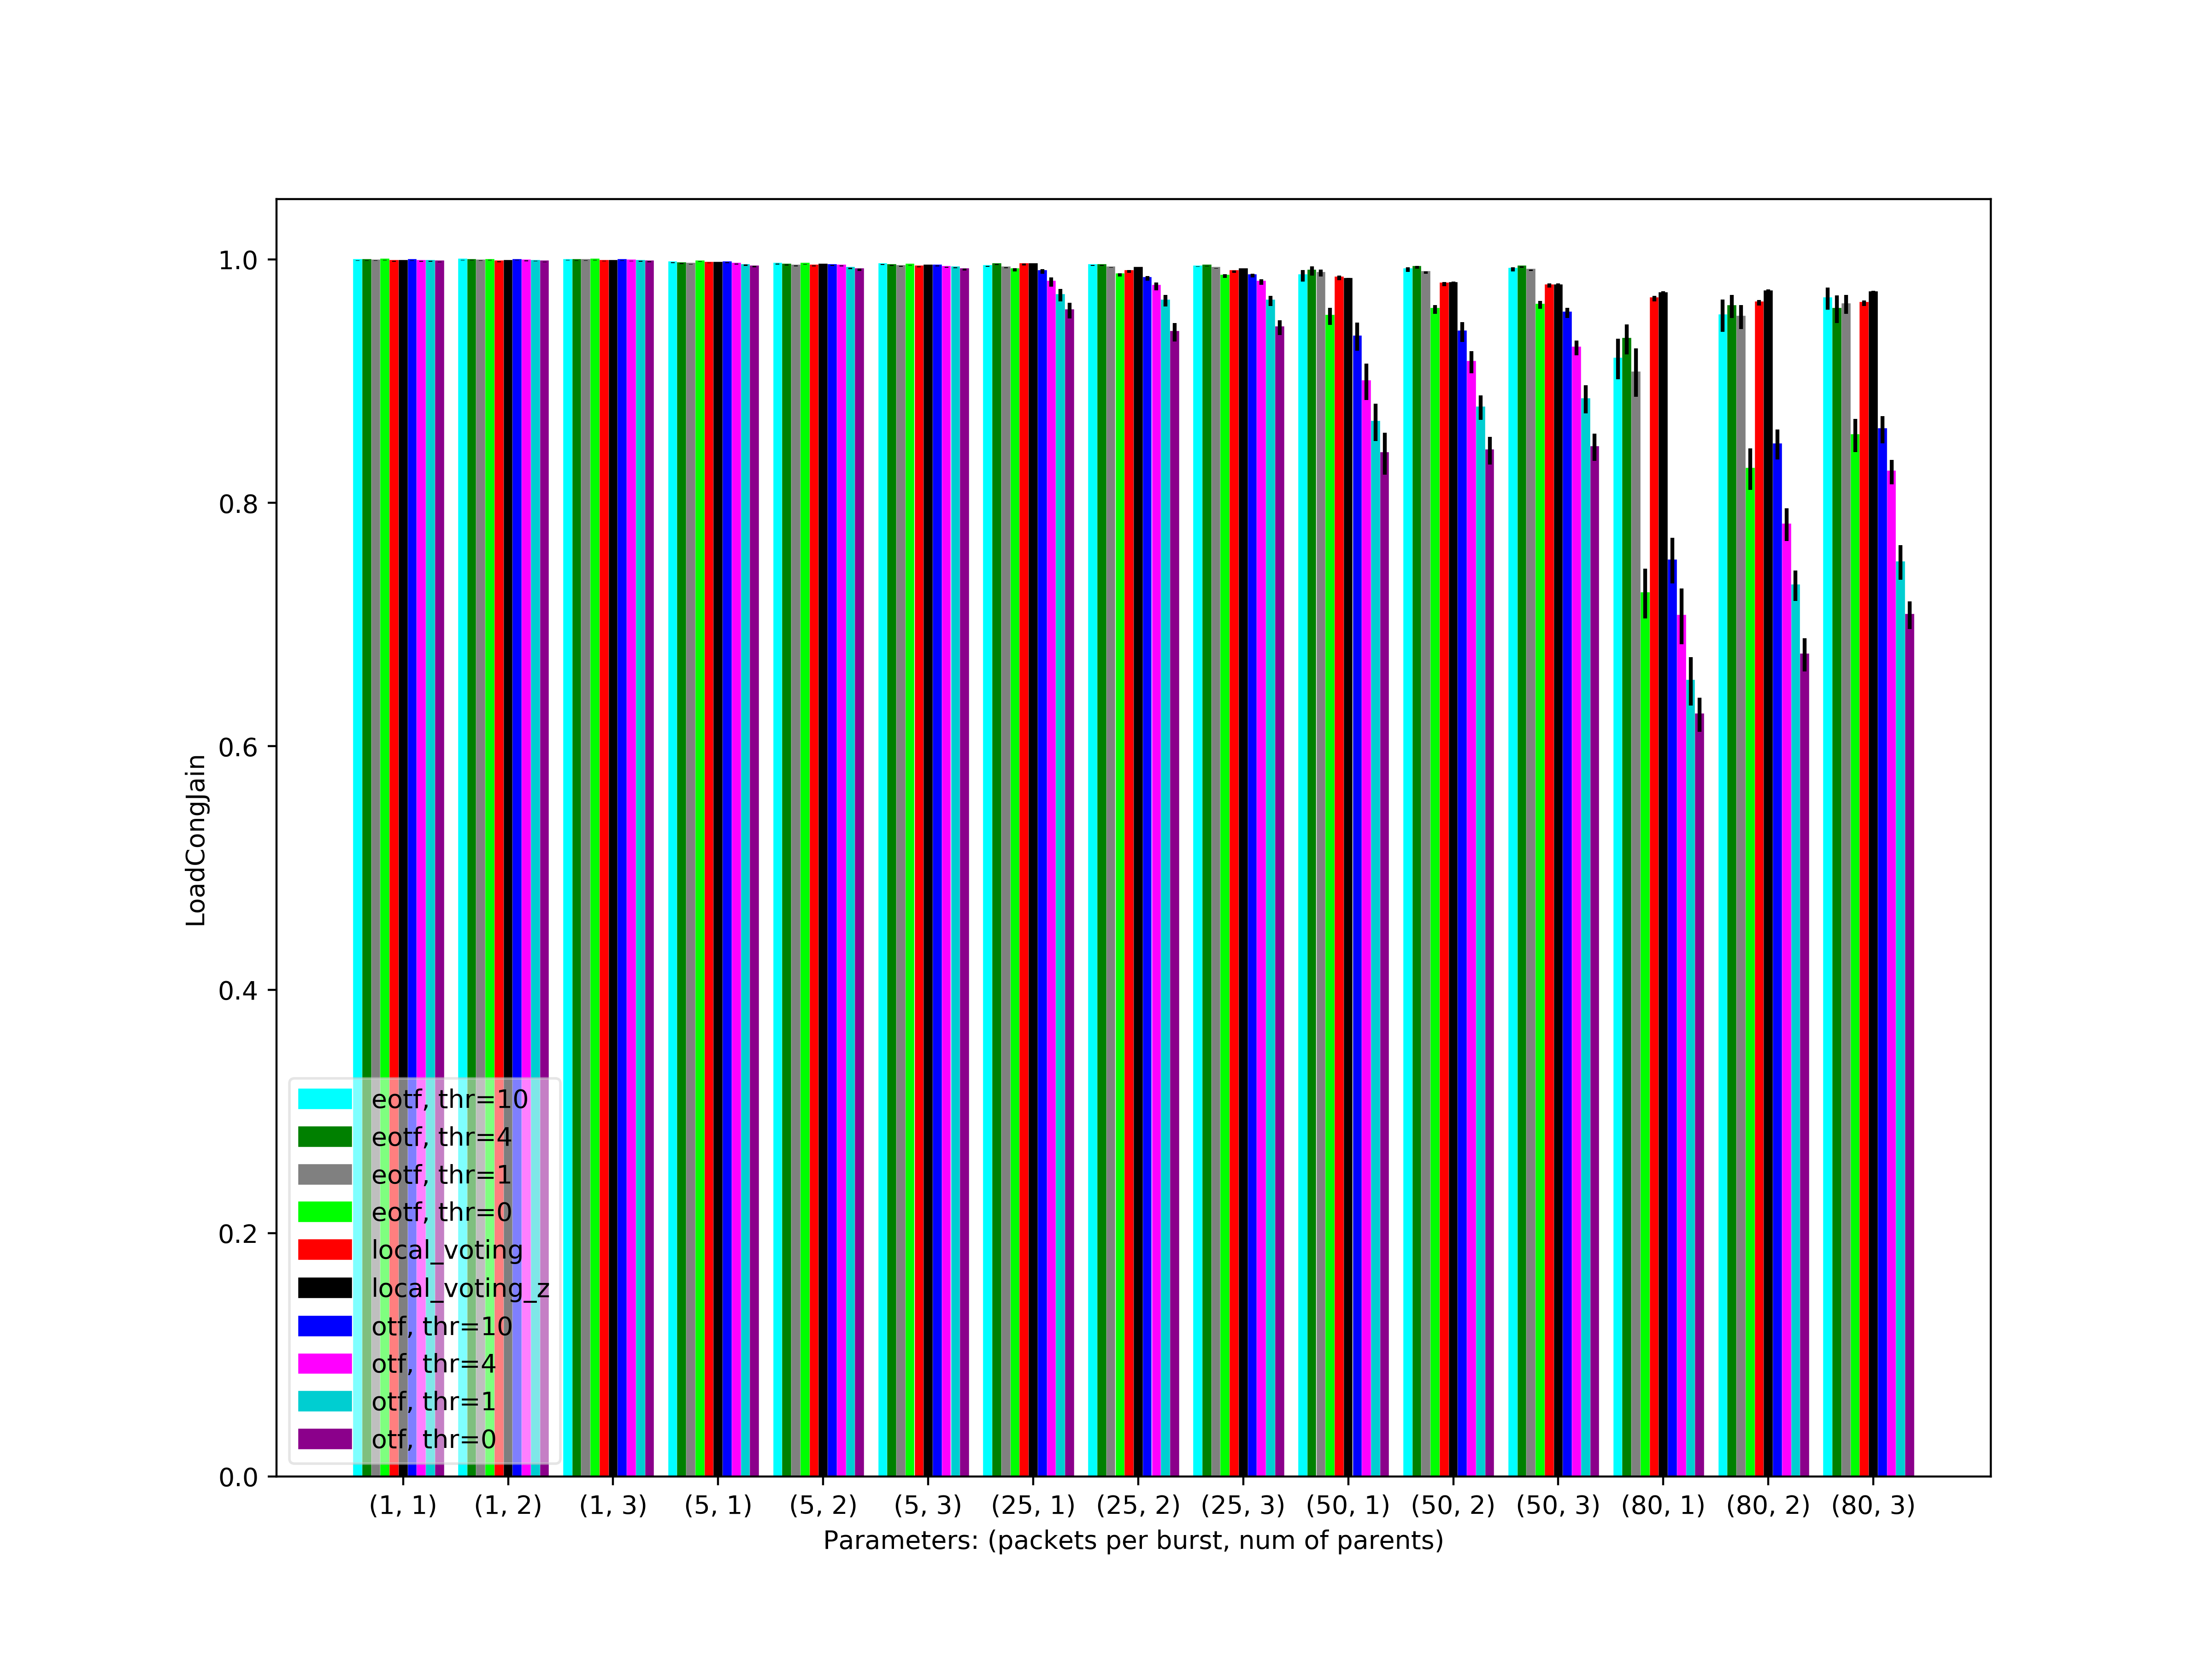 1.0
0.8
0.6
0.4
0.2
0.0
LoadCongJain
eotf, thr=10
eotf, thr=4
eotf, thr=1
eotf, thr=0
local_voting
local_voting_z
otf, thr=10
otf, thr=4
otf, thr=1
otf, thr=0
(1, 1) (1, 2) (1, 3) (5, 1) (5, 2) (5, 3) (25, 1) (25, 2) (25, 3) (50, 1) (50, 2) (50, 3) (80, 1) (80, 2) (80, 3)
Parameters: (packets per burst, num of parents)